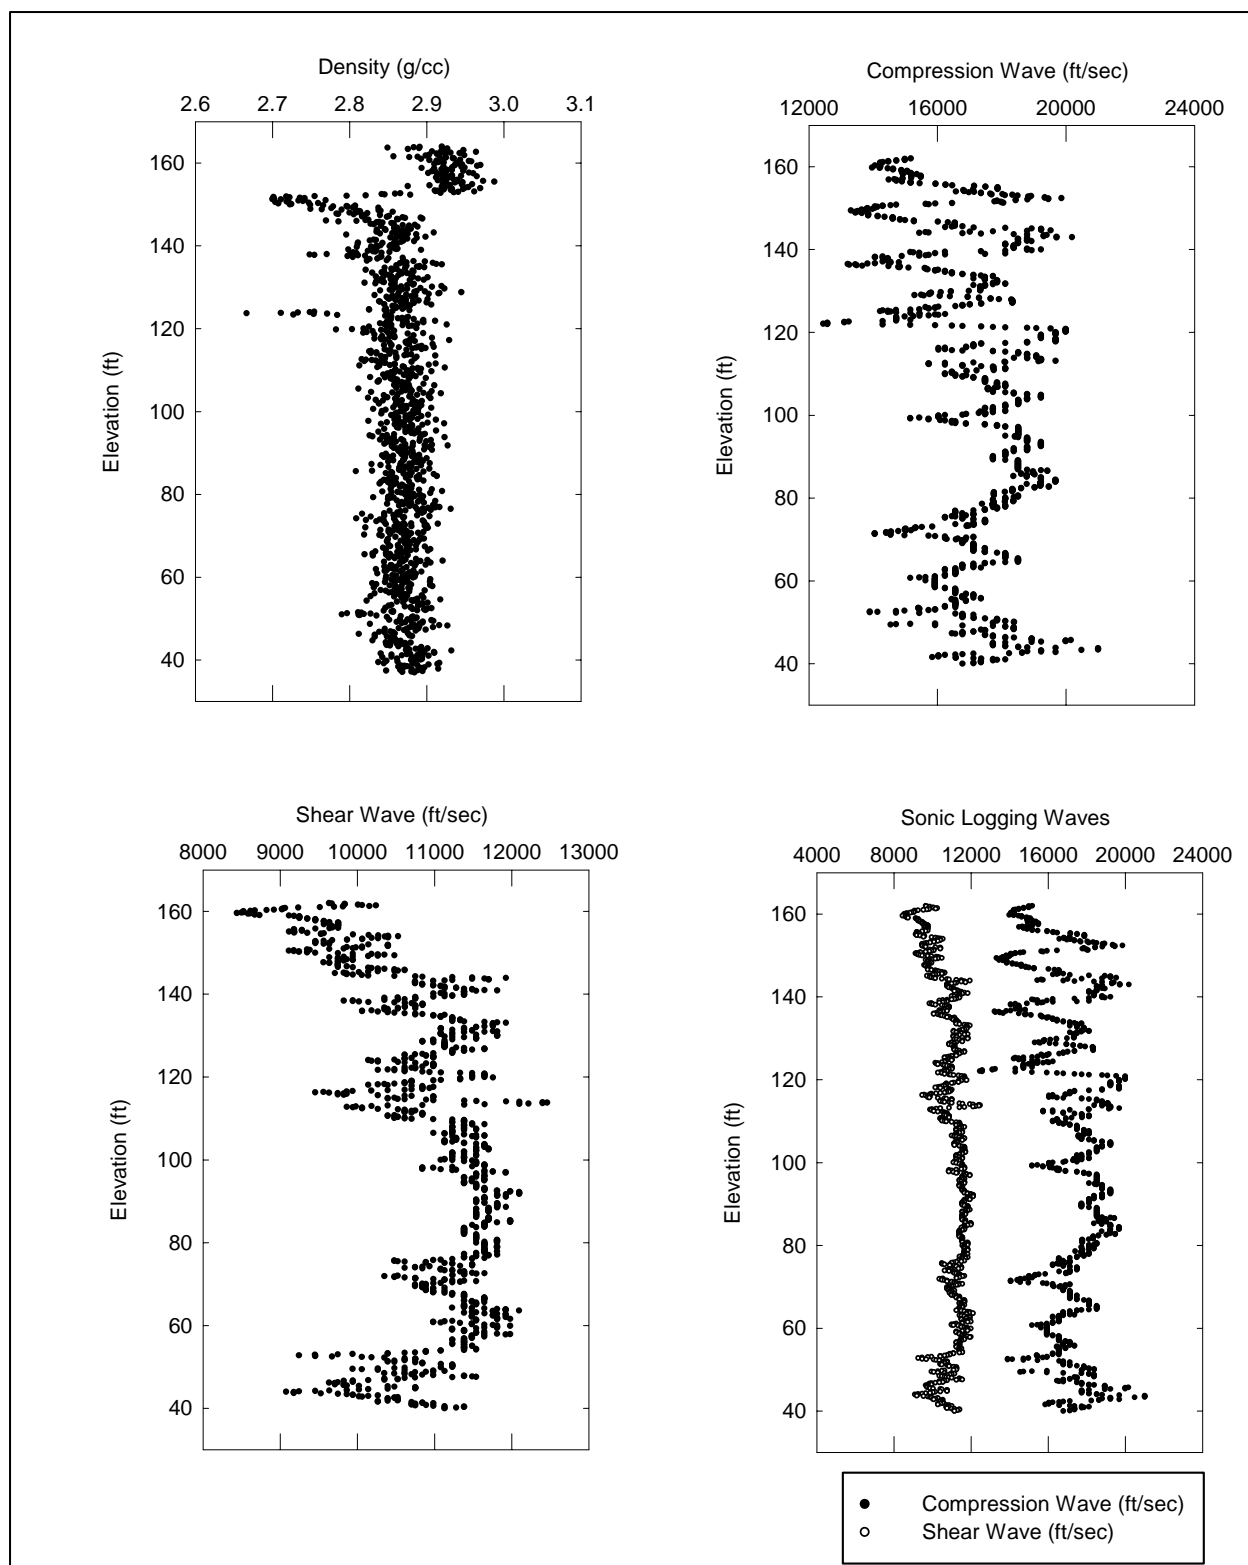 Density (g/cc)
2.6 2.7 2.8 2.9 3.0 3.1
Elevation (ft)
160
140
120
100
80
60
40
Compression Wave (ft/sec)
12000 16000 20000 24000
Elevation (ft)
160
140
120
100
80
60
40
Shear Wave (ft/sec)
8000 9000 10000 11000 12000 13000
Elevation (ft)
160
140
120
100
80
60
40
Sonic Logging Waves
4000 8000 12000 16000 20000 24000
Elevation (ft)
160
140
120
100
80
60
40
Compression Wave (ft/sec)
Shear Wave (ft/sec)